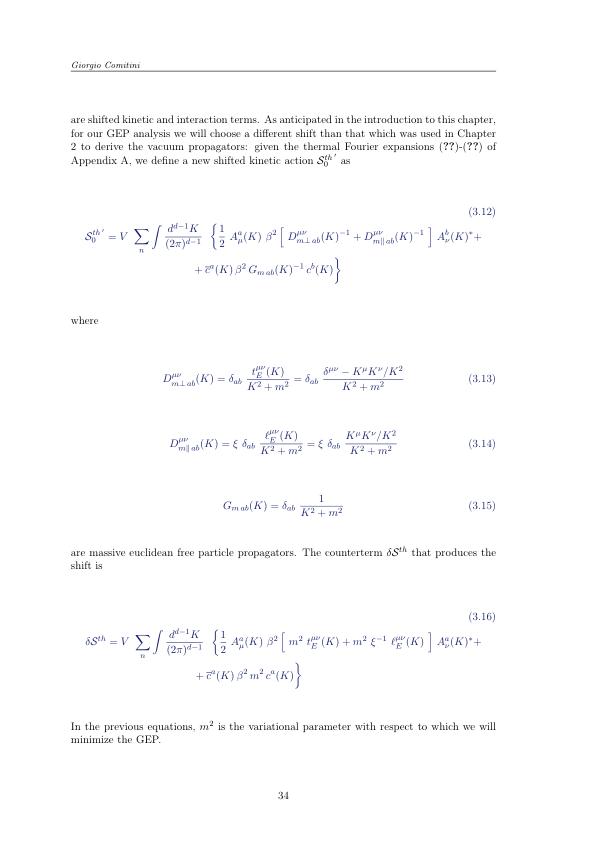 Giorgio Comitini
are shifted kinetic and interaction terms. As anticipated in the introduction to this chapter,
for our GEP analysis we will choose a different shift than that which was used in Chapter
2 to derive the vacuum propagators: given the thermal Fourier expansions (??)-(??) of
Appendix A, we define a new shifted kinetic action $\mathcal{S}_0^{th\,\prime}$ as
(3.12)
$\mathcal{S}_0^{th\,\prime} = V \sum_n \int \frac{d^{d-1}K}{(2\pi)^{d-1}} \left\{ \frac{1}{2} A_\mu^a(K)\, \beta^2 \left[ D_{m\perp ab}^{\mu\nu}(K)^{-1} + D_{m\parallel ab}^{\mu\nu}(K)^{-1} \right] A_\nu^b(K)^* + \right.$
$\left. + \overline{c}^a(K)\, \beta^2\, G_{m\,ab}(K)^{-1}\, c^b(K) \right\}$
where
$D_{m\perp ab}^{\mu\nu}(K) = \delta_{ab} \frac{t_E^{\mu\nu}(K)}{K^2 + m^2} = \delta_{ab} \frac{\delta^{\mu\nu} - K^\mu K^\nu / K^2}{K^2 + m^2}$ (3.13)
$D_{m\parallel ab}^{\mu\nu}(K) = \xi\, \delta_{ab} \frac{\ell_E^{\mu\nu}(K)}{K^2 + m^2} = \xi\, \delta_{ab} \frac{K^\mu K^\nu / K^2}{K^2 + m^2}$ (3.14)
$G_{m\,ab}(K) = \delta_{ab} \frac{1}{K^2 + m^2}$ (3.15)
are massive euclidean free particle propagators. The counterterm $\delta\mathcal{S}^{th}$ that produces the
shift is
(3.16)
$\delta\mathcal{S}^{th} = V \sum_n \int \frac{d^{d-1}K}{(2\pi)^{d-1}} \left\{ \frac{1}{2} A_\mu^a(K)\, \beta^2 \left[ m^2\, t_E^{\mu\nu}(K) + m^2\, \xi^{-1}\, \ell_E^{\mu\nu}(K) \right] A_\nu^a(K)^* + \right.$
$\left. + \overline{c}^a(K)\, \beta^2\, m^2\, c^a(K) \right\}$
In the previous equations, $m^2$ is the variational parameter with respect to which we will
minimize the GEP.
34